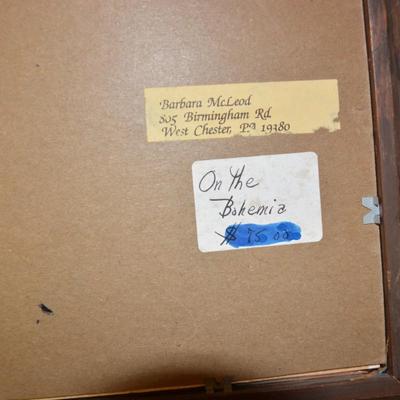 Barbara McLeod
805 Birmingham Rd.
West Chester, PA 19380
On the
Bohemia
$ 75.00